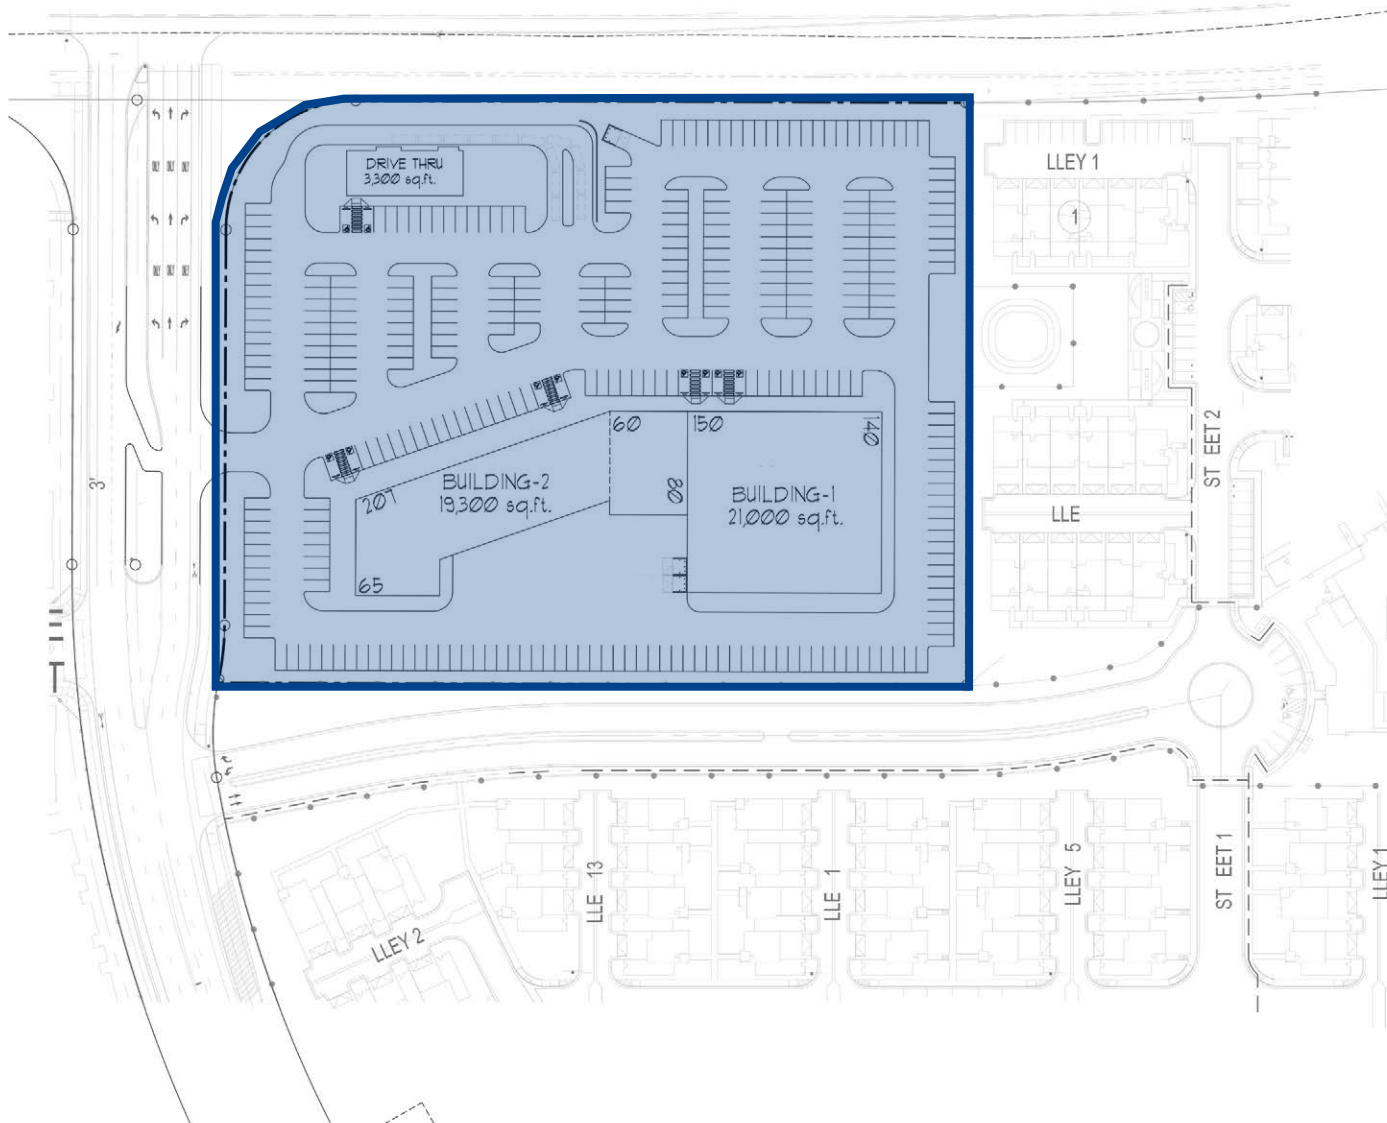 DRIVE THRU
3,300 sq.ft.
LLEY 1
1
60
150
140
BUILDING-2
19,300 sq.ft.
207
80
BUILDING-1
21,000 sq.ft.
65
3'
ST EET 2
LLE
LLE 13
LLE 1
LLEY 5
ST EET 1
LLEY 1
LLEY 2